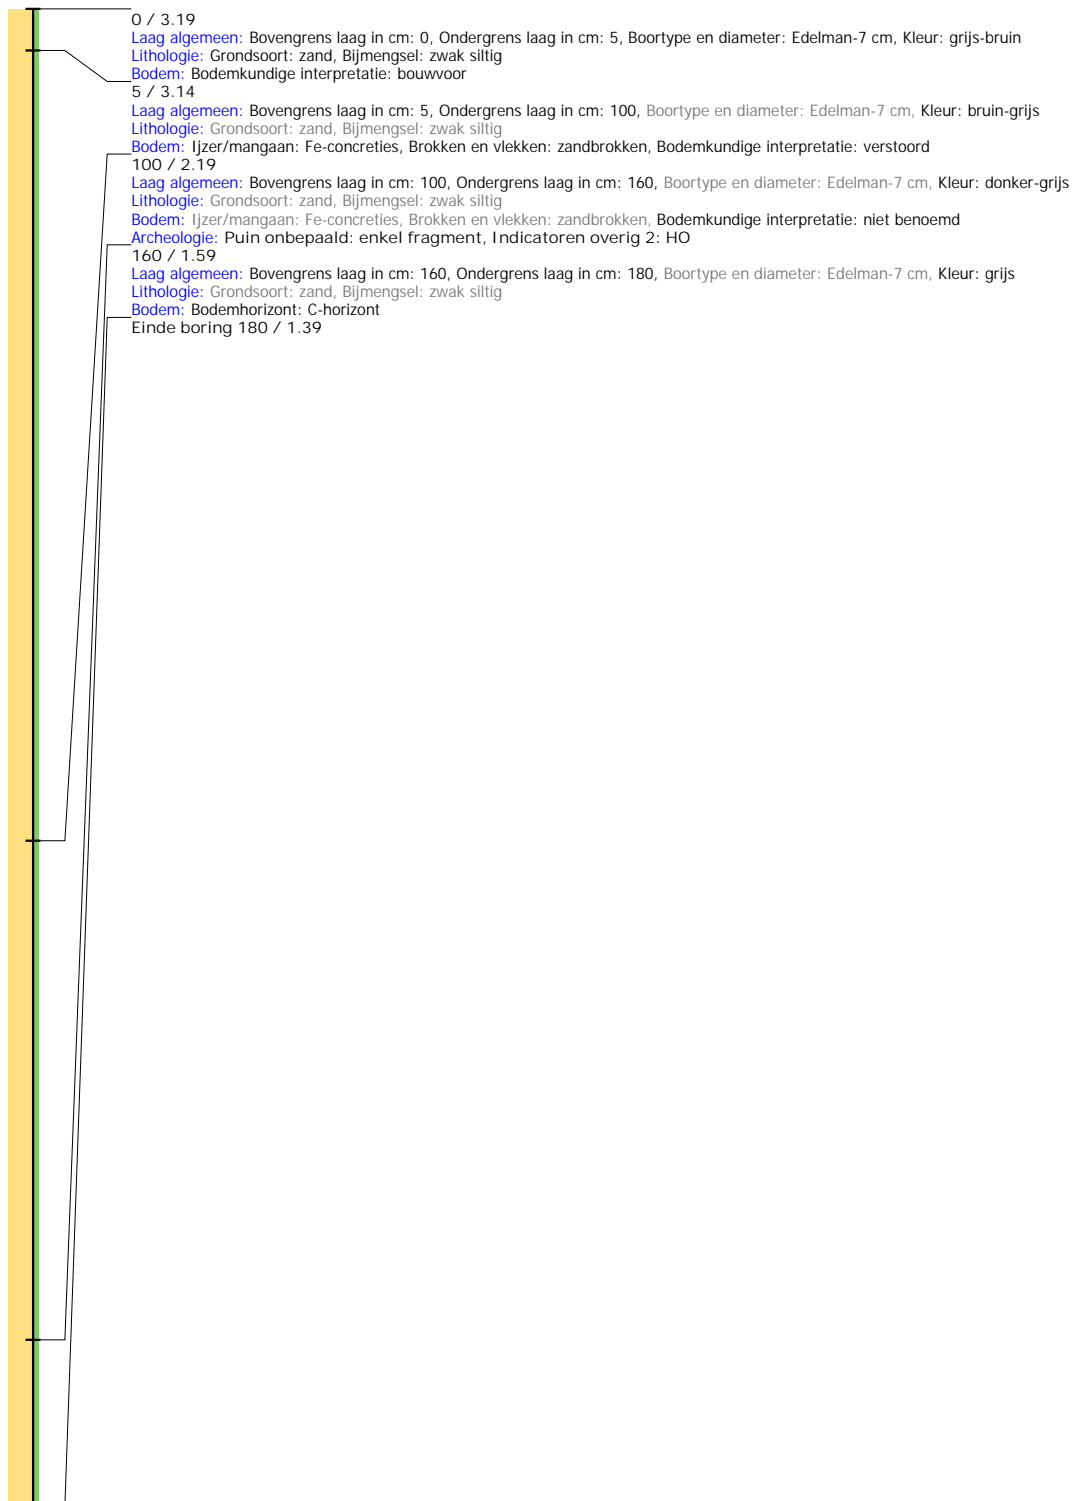 0 / 3.19
Laag algemeen: Bovengrens laag in cm: 0, Ondergrens laag in cm: 5, Boortype en diameter: Edelman-7 cm, Kleur: grijs-bruin
Lithologie: Grondsoort: zand, Bijmengsel: zwak siltig
Bodem: Bodemkundige interpretatie: bouwvoor
5 / 3.14
Laag algemeen: Bovengrens laag in cm: 5, Ondergrens laag in cm: 100, Boortype en diameter: Edelman-7 cm, Kleur: bruin-grijs
Lithologie: Grondsoort: zand, Bijmengsel: zwak siltig
Bodem: Ijzer/mangaan: Fe-concreties, Brokken en vlekken: zandbrokken, Bodemkundige interpretatie: verstoord
100 / 2.19
Laag algemeen: Bovengrens laag in cm: 100, Ondergrens laag in cm: 160, Boortype en diameter: Edelman-7 cm, Kleur: donker-grijs
Lithologie: Grondsoort: zand, Bijmengsel: zwak siltig
Bodem: Ijzer/mangaan: Fe-concreties, Brokken en vlekken: zandbrokken, Bodemkundige interpretatie: niet benoemd
Archeologie: Puin onbepaald: enkel fragment, Indicatoren overig 2: HO
160 / 1.59
Laag algemeen: Bovengrens laag in cm: 160, Ondergrens laag in cm: 180, Boortype en diameter: Edelman-7 cm, Kleur: grijs
Lithologie: Grondsoort: zand, Bijmengsel: zwak siltig
Bodem: Bodemhorizont: C-horizont
Einde boring 180 / 1.39